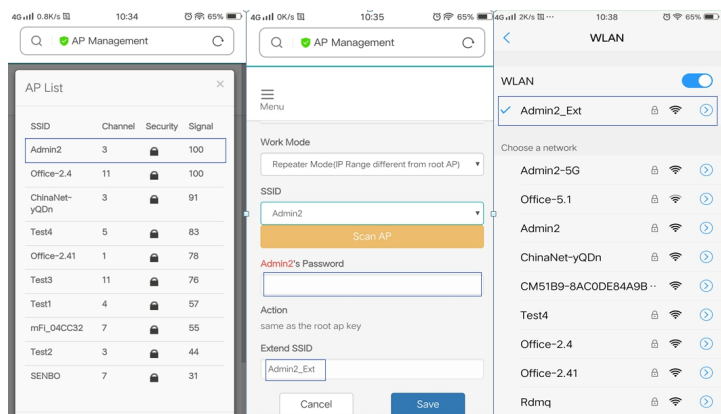 4G 0.8K/s 10:34 65%
AP Management
AP List ×
SSID Channel Security Signal
Admin2 3 100
Office-2.4 11 100
ChinaNet-
yQDn 3 91
Test4 5 83
Office-2.41 1 78
Test3 11 76
Test1 4 57
mFi_04CC32 7 55
Test2 3 44
SENBO 7 31
4G 0K/s 10:35 65%
AP Management
Menu
Work Mode
Repeater Mode(IP Range different from root AP)
SSID
Admin2
Scan AP
Admin2's Password
Action
same as the root ap key
Extend SSID
Admin2_Ext
Cancel Save
4G 2K/s ··· 10:38 65%
WLAN
WLAN
Admin2_Ext
Choose a network
Admin2-5G
Office-5.1
Admin2
ChinaNet-yQDn
CM51B9-8AC0DE84A9B··
Test4
Office-2.4
Office-2.41
Rdmq